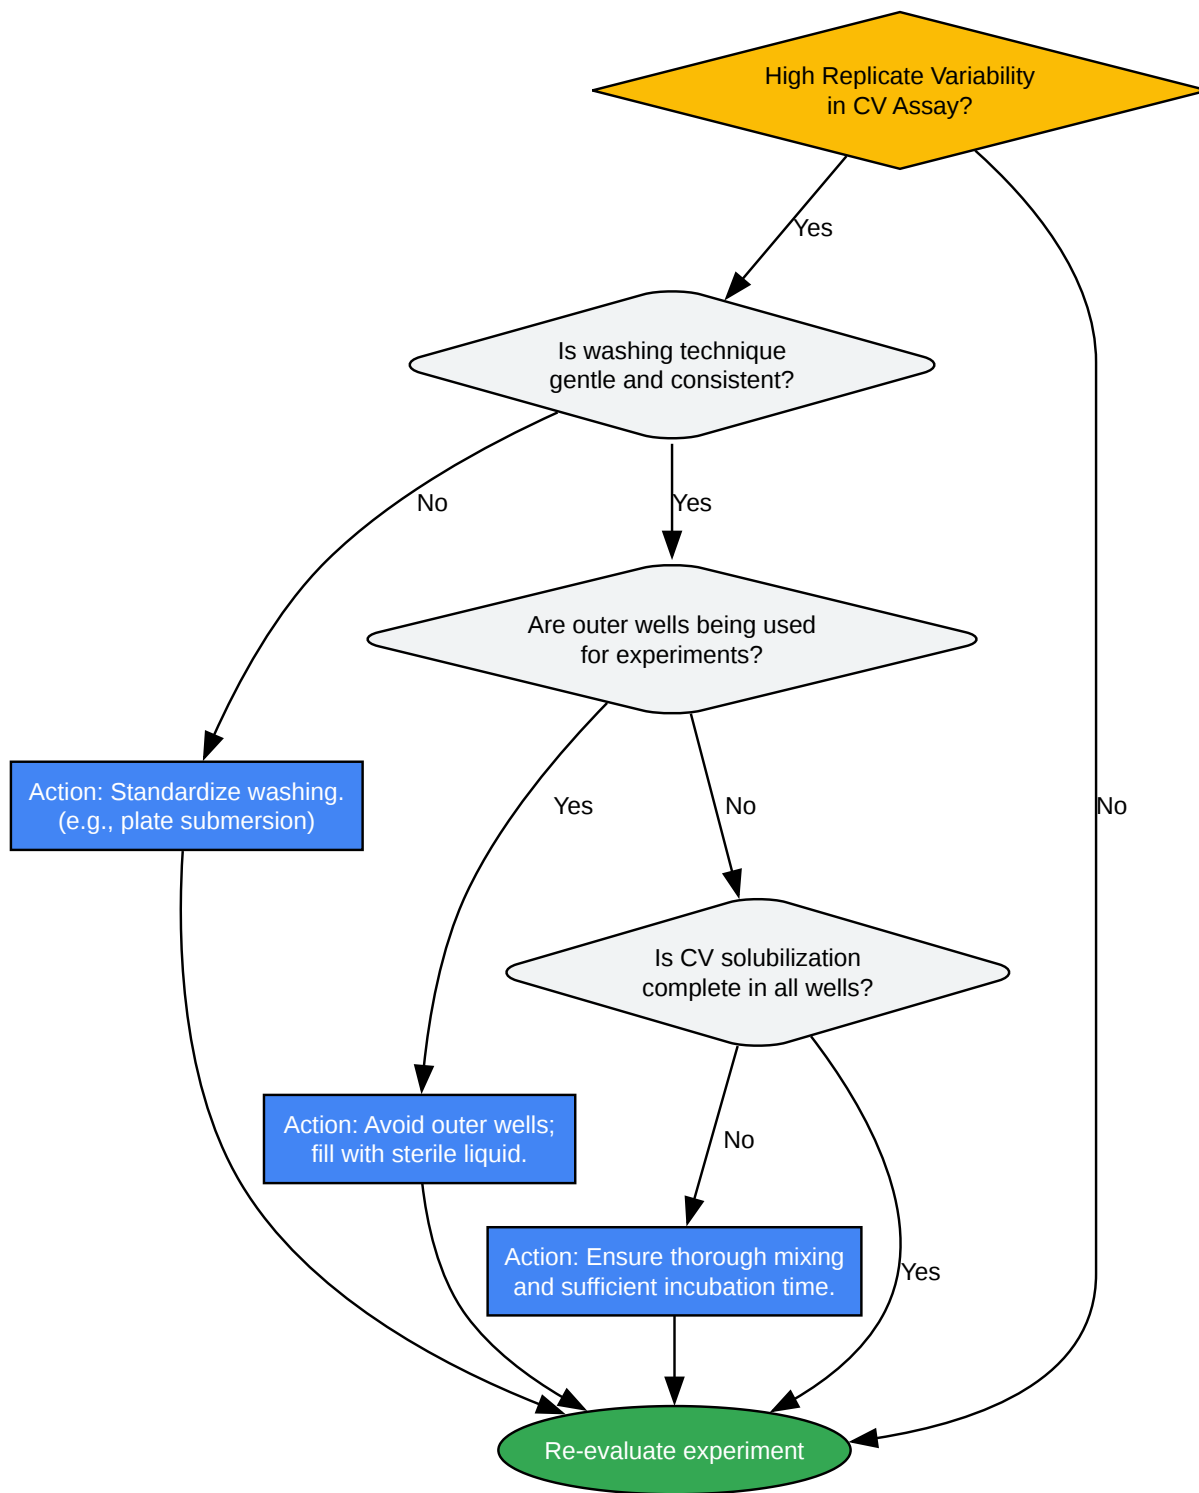 High Replicate Variability
in CV Assay?
Yes
Is washing technique
gentle and consistent?
No
Yes
Are outer wells being used
for experiments?
Action: Standardize washing.
(e.g., plate submersion)
Yes
No
No
Is CV solubilization
complete in all wells?
Action: Avoid outer wells;
fill with sterile liquid.
No
Action: Ensure thorough mixing
and sufficient incubation time.
Yes
Re-evaluate experiment